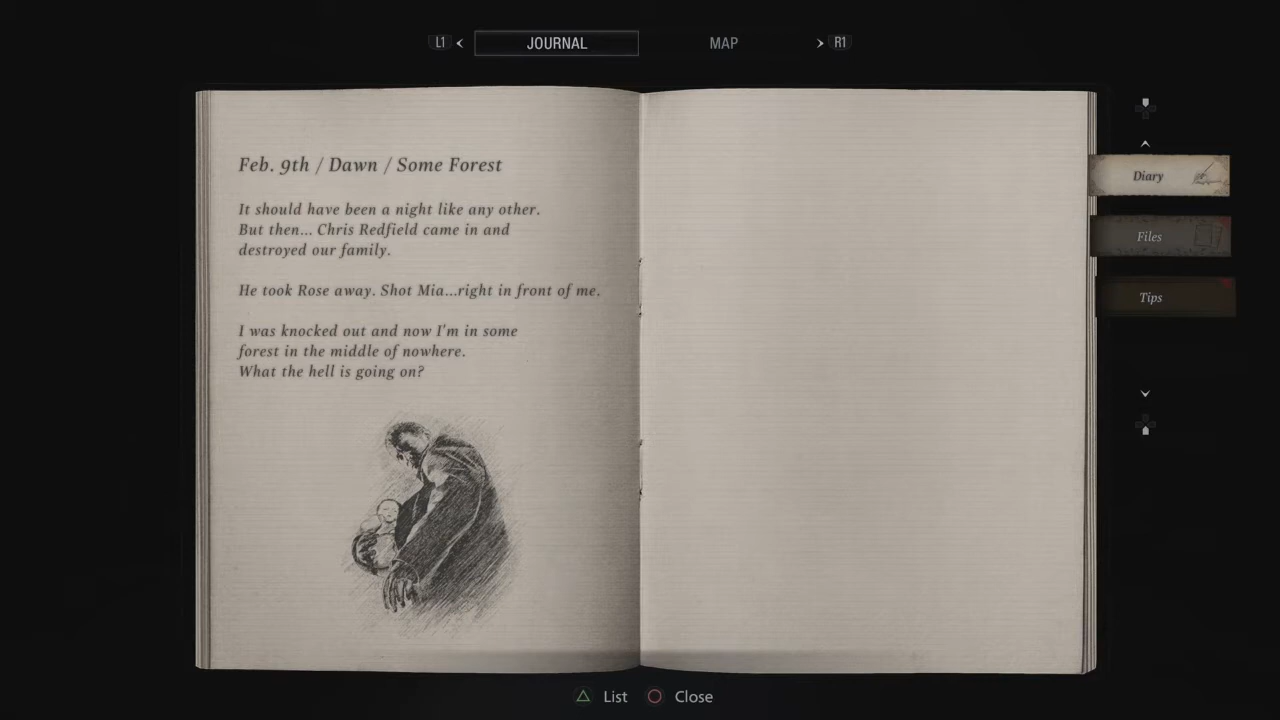 L1 JOURNAL MAP R1
Feb. 9th / Dawn / Some Forest
It should have been a night like any other.
But then... Chris Redfield came in and
destroyed our family.
He took Rose away. Shot Mia...right in front of me.
I was knocked out and now I'm in some
forest in the middle of nowhere.
What the hell is going on?
Diary
Files
Tips
List Close